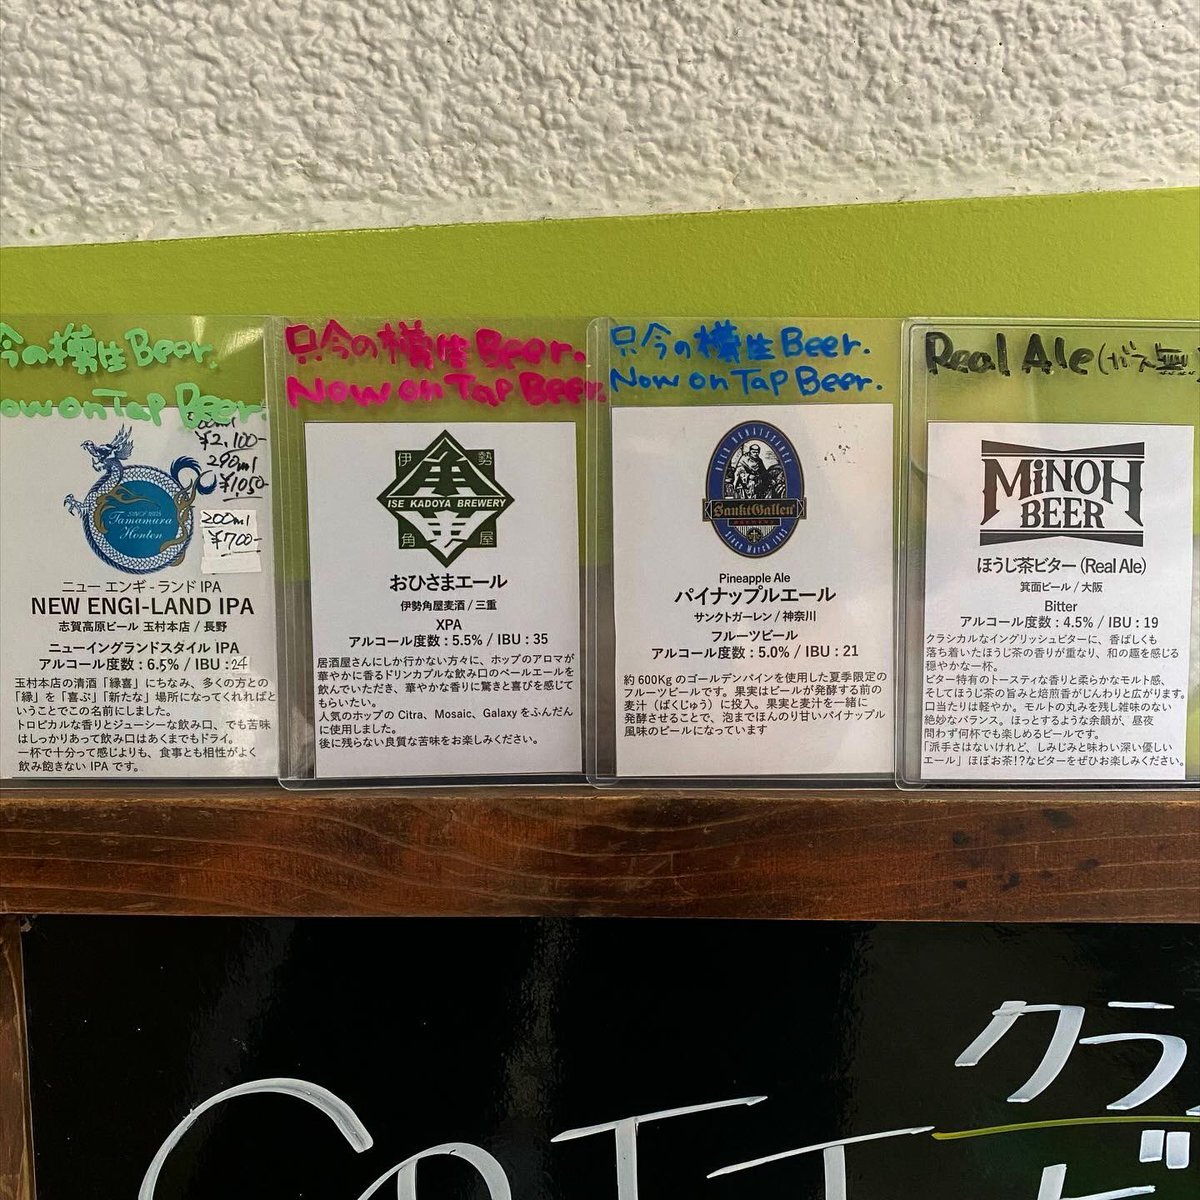 今の樽生Beer.
ow on Tap Beer.
¥2,100-
290ml
¥1,050-
200ml
¥700-
SINCE 1805
Tamamura
Honten
ニュー エンギ - ランド IPA
NEW ENGI-LAND IPA
志賀高原ビール 玉村本店 / 長野
ニューイングランドスタイル IPA
アルコール度数 : 6.5% / IBU : 24
玉村本店の清酒「縁喜」にちなみ、多くの方との
「縁」を「喜ぶ」「新たな」場所になってくれればと
いうことでこの名前にしました。
トロピカルな香りとジューシーな飲み口、でも苦味
はしっかりあって飲み口はあくまでもドライ。
一杯で十分って感じよりも、食事とも相性がよく
飲み飽きない IPA です。
只今の樽生Beer.
Now on Tap Beer
伊勢
角屋
ISE KADOYA BREWERY
おひさまエール
伊勢角屋麦酒 / 三重
XPA
アルコール度数 : 5.5% / IBU : 35
居酒屋さんにしか行かない方々に、ホップのアロマが
華やかに香るドリンカブルな飲み口のペールエールを
飲んでいただき、華やかな香りに驚きと喜びを感じて
もらいたい。
人気のホップの Citra、Mosaic、Galaxy をふんだん
に使用しました。
後に残らない良質な苦味をお楽しみください。
只今の樽生Beer.
Now on Tap Beer.
BEER RENAISSANCE
Sankt Gallen
BREWERY
Since March 1993
Pineapple Ale
パイナップルエール
サンクトガーレン / 神奈川
フルーツビール
アルコール度数 : 5.0% / IBU : 21
約 600Kg のゴールデンパインを使用した夏季限定の
フルーツビールです。果実はビールが発酵する前の
麦汁（ばくじゅう）に投入。果実と麦汁を一緒に
発酵させることで、泡までほんのり甘いパイナップル
風味のビールになっています
Real Ale (ガス無
MiNOH
BEER
ほうじ茶ビター (Real Ale)
箕面ビール / 大阪
Bitter
アルコール度数 : 4.5% / IBU : 19
クラシカルなイングリッシュビターに、香ばしくも
落ち着いたほうじ茶の香りが重なり、和の趣を感じる
穏やかな一杯。
ビター特有のトースティな香りと柔らかなモルト感、
そしてほうじ茶の旨みと焙煎香がじんわりと広がります。
口当たりは軽やか。モルトの丸みを残し雑味のない
絶妙なバランス。ほっとするような余韻が、昼夜
問わず何杯でも楽しめるビールです。
「派手さはないけれど、しみじみと味わい深い優しい
エール」ほぼお茶!?なビターをぜひお楽しみください。
クラ
ビ